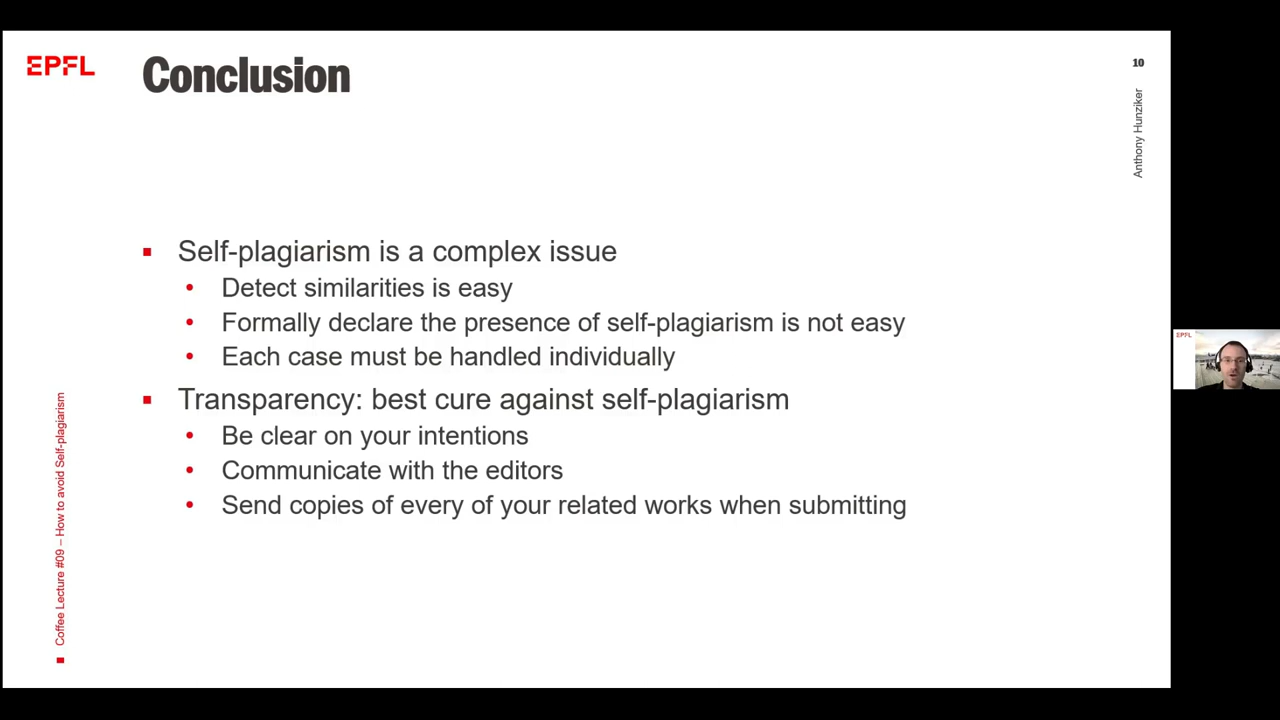 EPFL
Conclusion
10
Anthony Hunziker
Self-plagiarism is a complex issue
Detect similarities is easy
Formally declare the presence of self-plagiarism is not easy
Each case must be handled individually
Transparency: best cure against self-plagiarism
Be clear on your intentions
Communicate with the editors
Send copies of every of your related works when submitting
Coffee Lecture #09 – How to avoid Self-plagiarism
EPFL